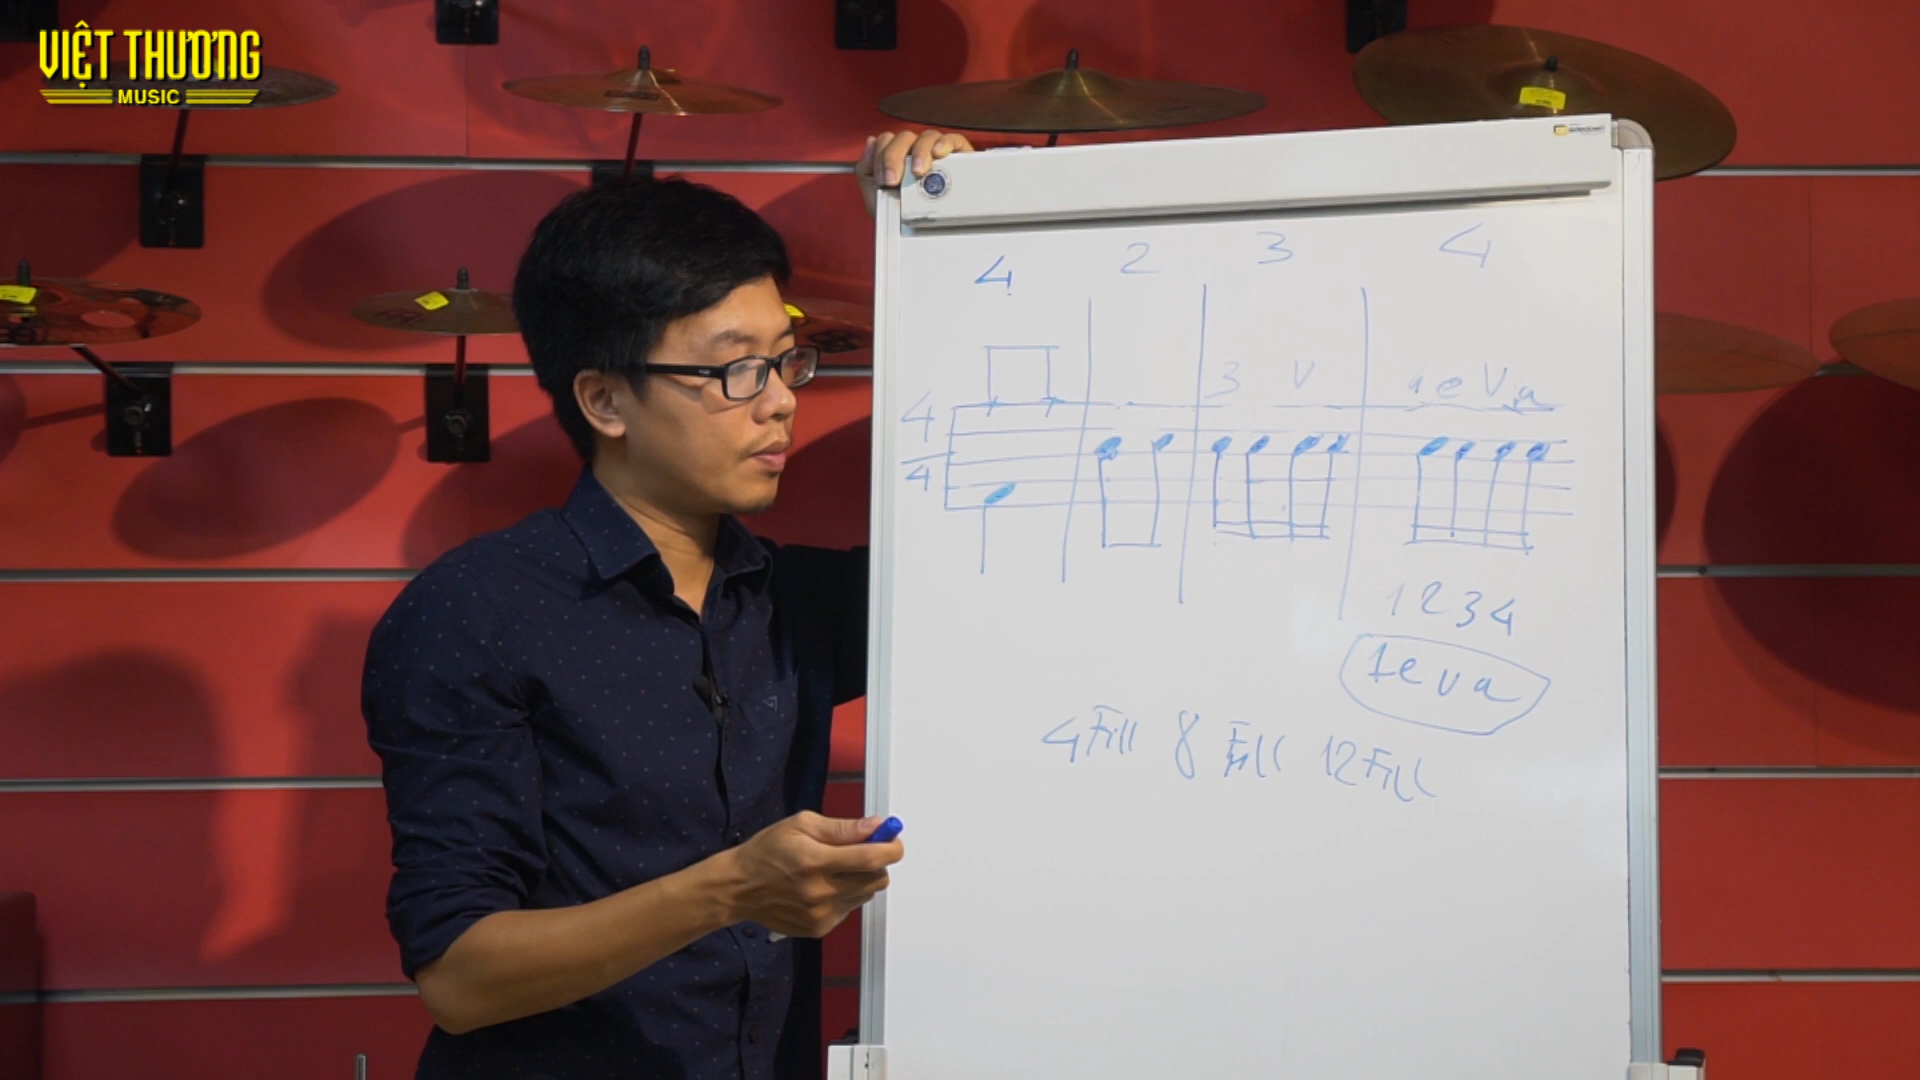 VIỆT THƯƠNG
MUSIC
4 2 3 4
3 V 1 e V a
4
4
1 2 3 4
1 e v a
4 Fill 8 Fill 12 Fill